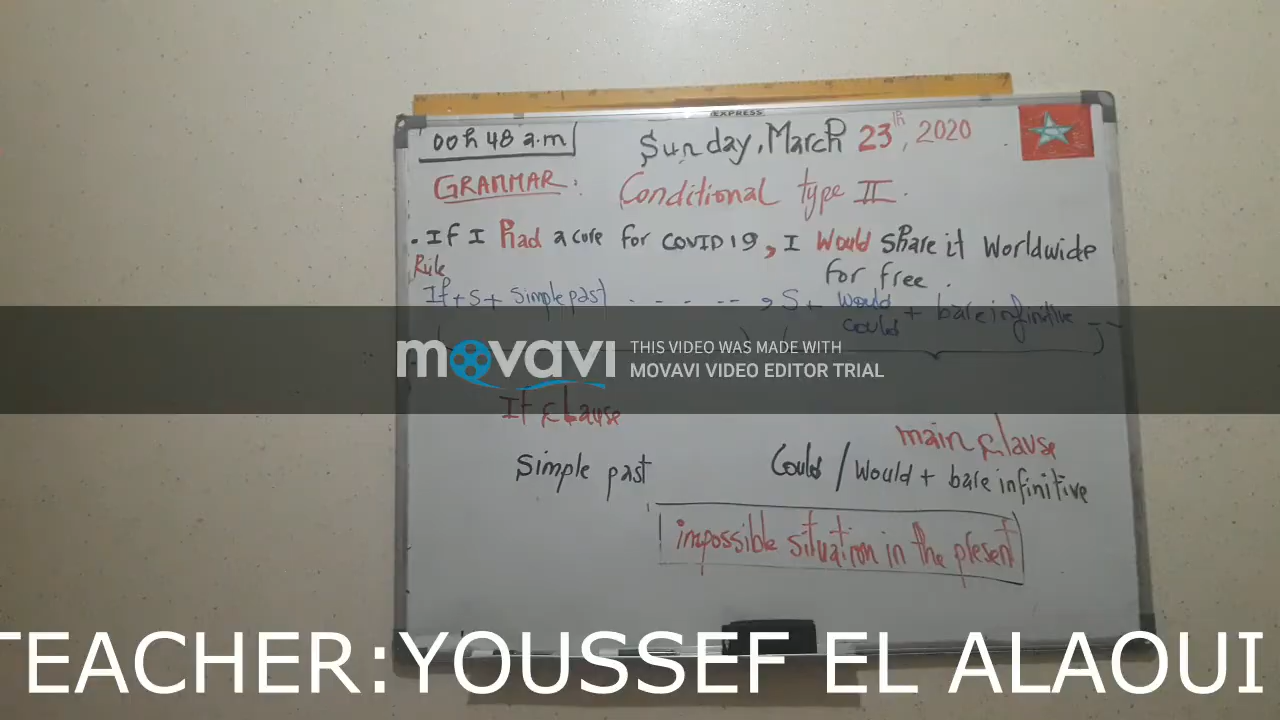 EXPRESS
00h 48 a.m
Sunday, March 23th, 2020
GRAMMAR: Conditional type II.
. If I had a cure for COVID19, I would share it worldwide
for free.
Rule
If + S + Simple past - - - - - -, S + would + bare infinitive
could
movavi THIS VIDEO WAS MADE WITH
MOVAVI VIDEO EDITOR TRIAL
If clause
main clause
Simple past
Could / Would + bare infinitive
impossible situation in the present
TEACHER:YOUSSEF EL ALAOUI